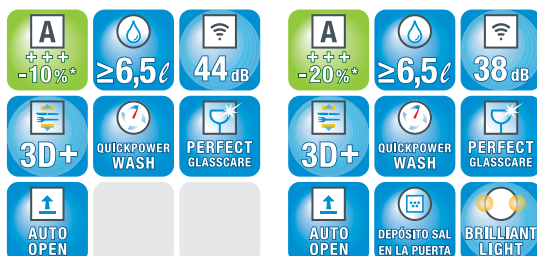 A
+ + +
-10%*
≥6,5ℓ
44 dB
3D+
QUICKPOWER
WASH
PERFECT
GLASSCARE
AUTO
OPEN
A
+ + +
-20%*
≥6,5ℓ
38 dB
3D+
QUICKPOWER
WASH
PERFECT
GLASSCARE
AUTO
OPEN
DEPÓSITO SAL
EN LA PUERTA
BRILLIANT
LIGHT